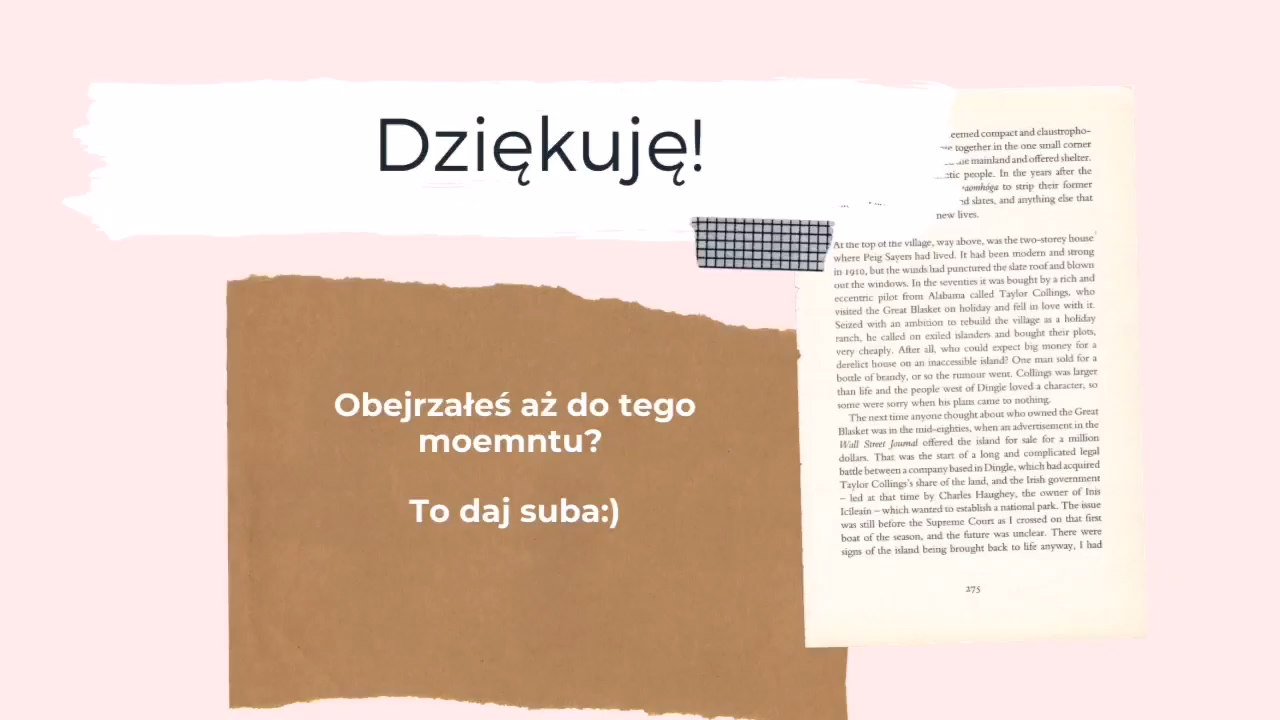 Dziękuję!
Obejrzałeś aż do tego
moemntu?
To daj suba:)
compact and claustropho-
together in the one small corner
mainland and offered shelter.
people. In the years after the
to strip their former
slates, and anything else that
new lives.
At the top of the village, way above, was the two-storey house
where Peig Sayers had lived. It had been modern and strong
in 1910, but the winds had punctured the slate roof and blown
out the windows. In the seventies it was bought by a rich and
eccentric pilot from Alabama called Taylor Collings, who
visited the Great Blasket on holiday and fell in love with it.
Seized with an ambition to rebuild the village as a holiday
ranch, he called on exiled islanders and bought their plots,
very cheaply. After all, who could expect big money for a
derelict house on an inaccessible island? One man sold for a
bottle of brandy, or so the rumour went. Collings was larger
than life and the people west of Dingle loved a character, so
some were sorry when his plans came to nothing.
The next time anyone thought about who owned the Great
Blasket was in the mid-eighties, when an advertisement in the
Wall Street Journal offered the island for sale for a million
dollars. That was the start of a long and complicated legal
battle between a company based in Dingle, which had acquired
Taylor Collings's share of the land, and the Irish government
– led at that time by Charles Haughey, the owner of Inis
Icileain – which wanted to establish a national park. The issue
was still before the Supreme Court as I crossed on that first
boat of the season, and the future was unclear. There were
signs of the island being brought back to life anyway, I had
275